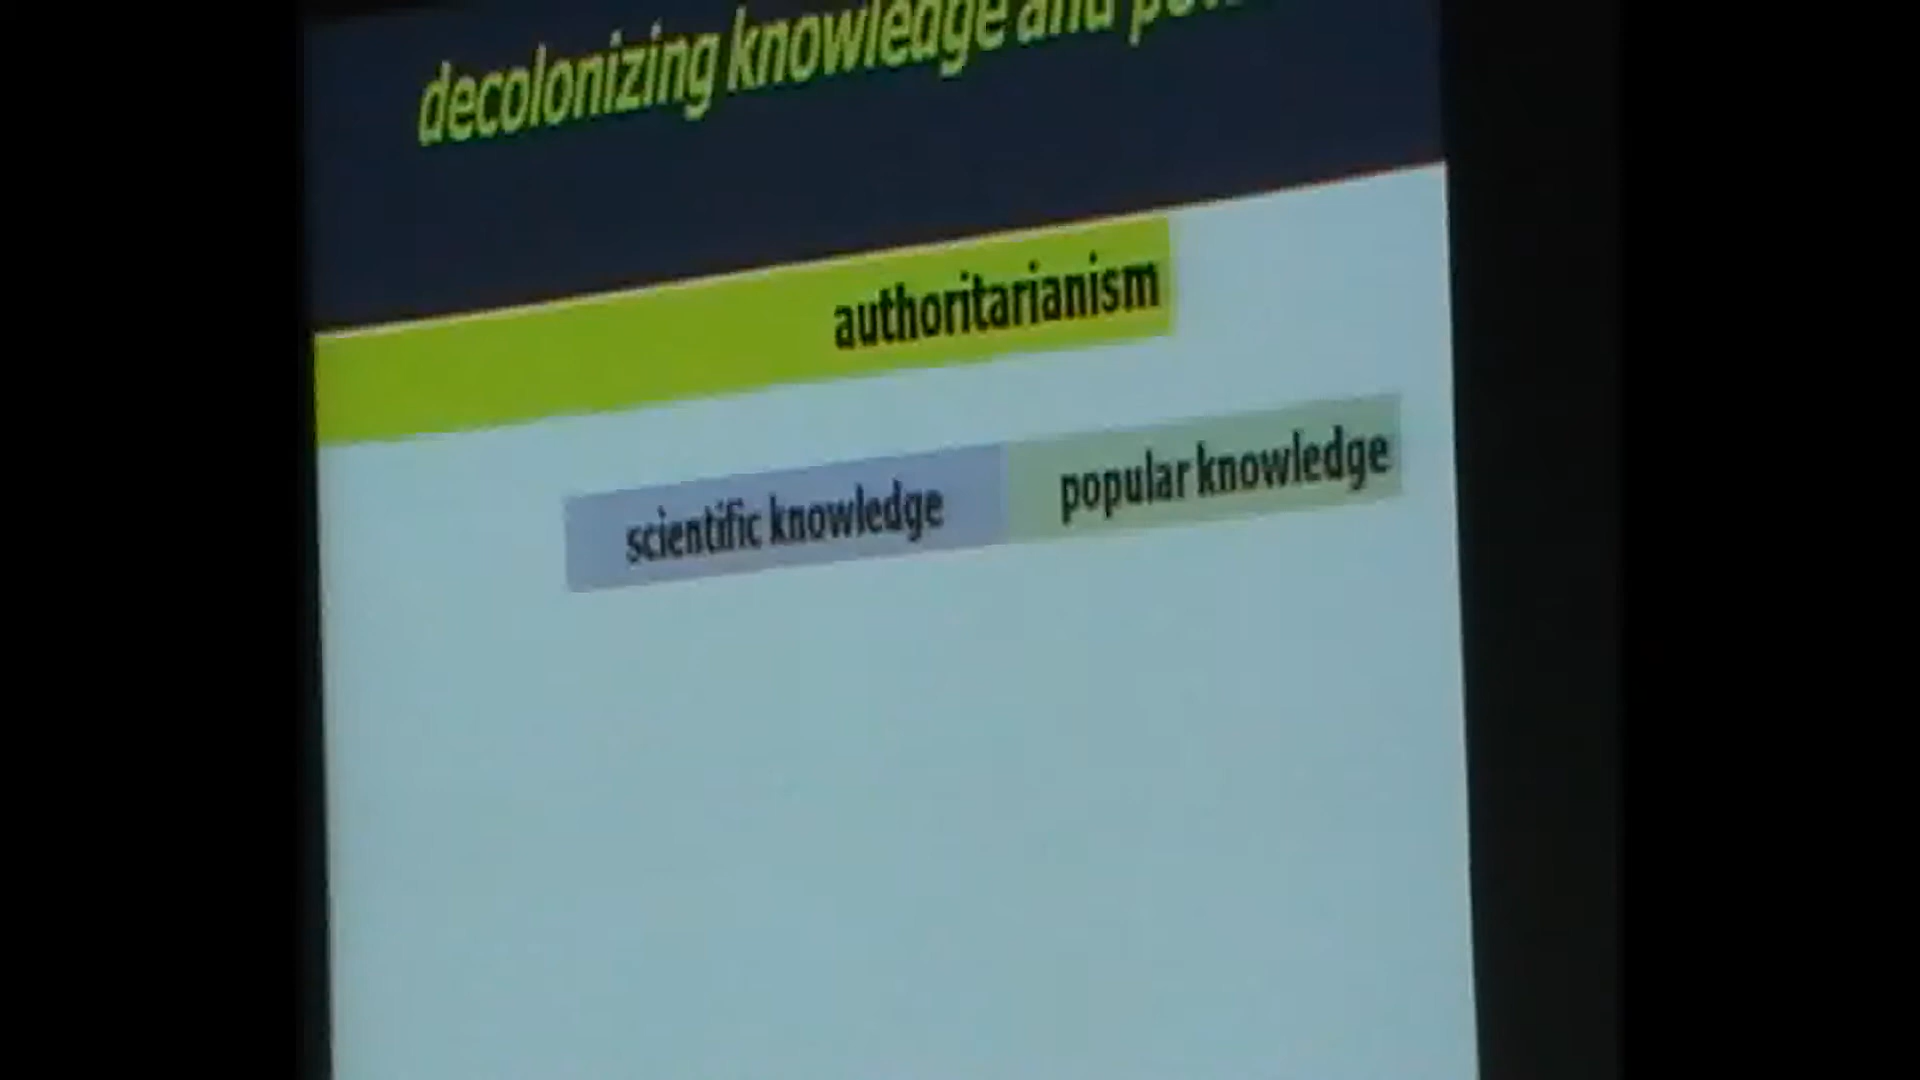 decolonizing knowledge and
authoritarianism
scientific knowledge
popular knowledge